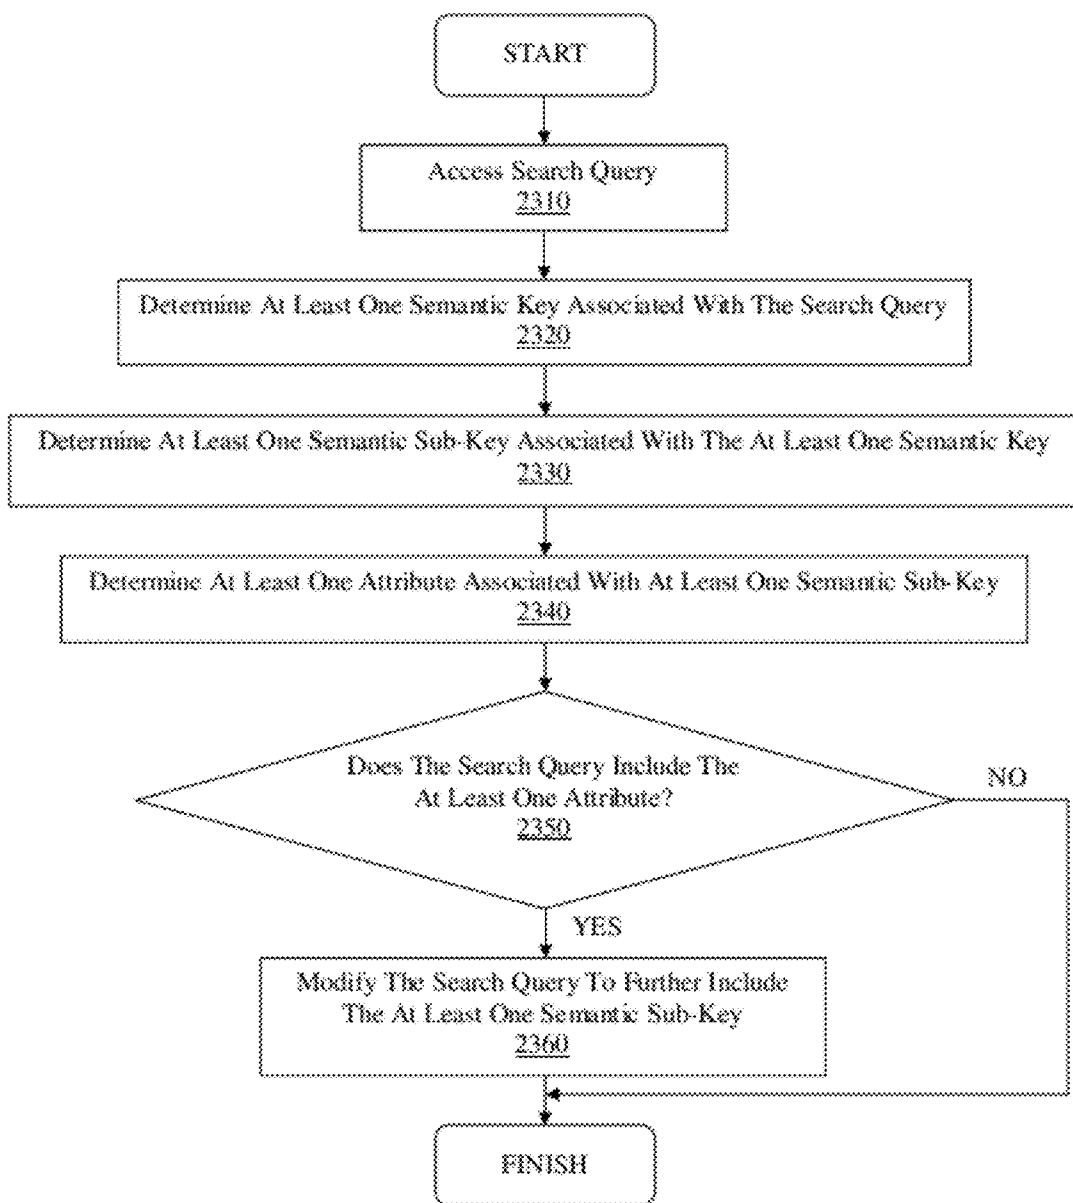 START
Access Search Query
2310
Determine At Least One Semantic Key Associated With The Search Query
2320
Determine At Least One Semantic Sub-Key Associated With The At Least One Semantic Key
2330
Determine At Least One Attribute Associated With At Least One Semantic Sub-Key
2340
Does The Search Query Include The
At Least One Attribute?
2350
NO
YES
Modify The Search Query To Further Include
The At Least One Semantic Sub-Key
2360
FINISH